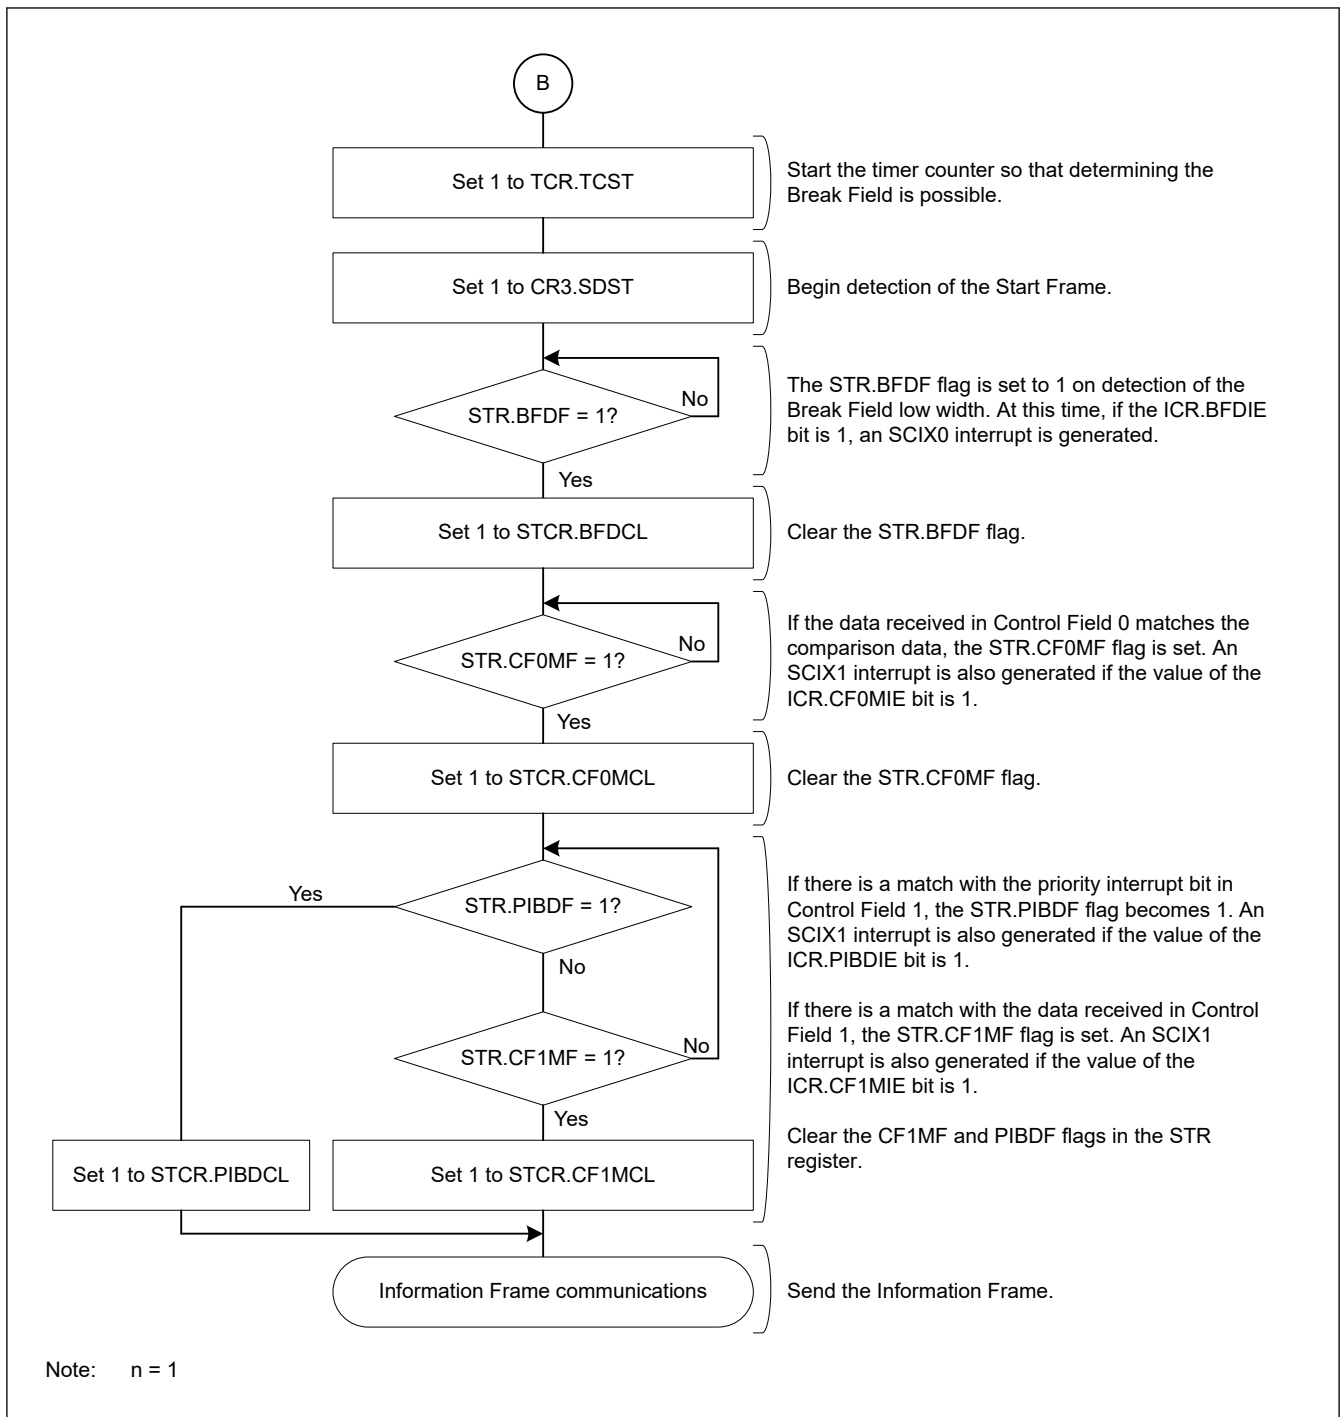 B
Set 1 to TCR.TCST
Start the timer counter so that determining the
Break Field is possible.
Set 1 to CR3.SDST
Begin detection of the Start Frame.
STR.BFDF = 1?
No
Yes
The STR.BFDF flag is set to 1 on detection of the
Break Field low width. At this time, if the ICR.BFDIE
bit is 1, an SCIX0 interrupt is generated.
Set 1 to STCR.BFDCL
Clear the STR.BFDF flag.
STR.CF0MF = 1?
No
Yes
If the data received in Control Field 0 matches the
comparison data, the STR.CF0MF flag is set. An
SCIX1 interrupt is also generated if the value of the
ICR.CF0MIE bit is 1.
Set 1 to STCR.CF0MCL
Clear the STR.CF0MF flag.
Yes
STR.PIBDF = 1?
No
If there is a match with the priority interrupt bit in
Control Field 1, the STR.PIBDF flag becomes 1. An
SCIX1 interrupt is also generated if the value of the
ICR.PIBDIE bit is 1.
STR.CF1MF = 1?
No
Yes
If there is a match with the data received in Control
Field 1, the STR.CF1MF flag is set. An SCIX1
interrupt is also generated if the value of the
ICR.CF1MIE bit is 1.
Set 1 to STCR.PIBDCL
Set 1 to STCR.CF1MCL
Clear the CF1MF and PIBDF flags in the STR
register.
Information Frame communications
Send the Information Frame.
Note: n = 1